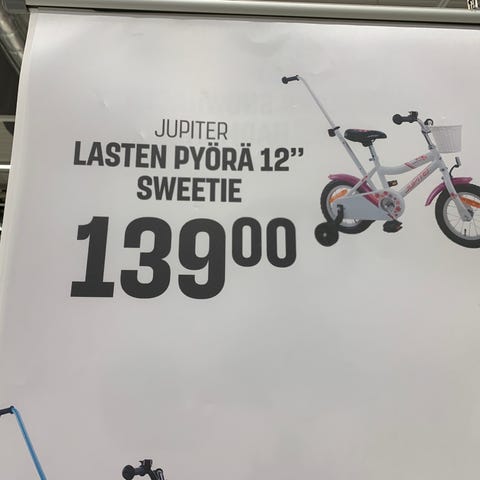 JUPITER
LASTEN PYÖRÄ 12”
SWEETIE
139⁰⁰